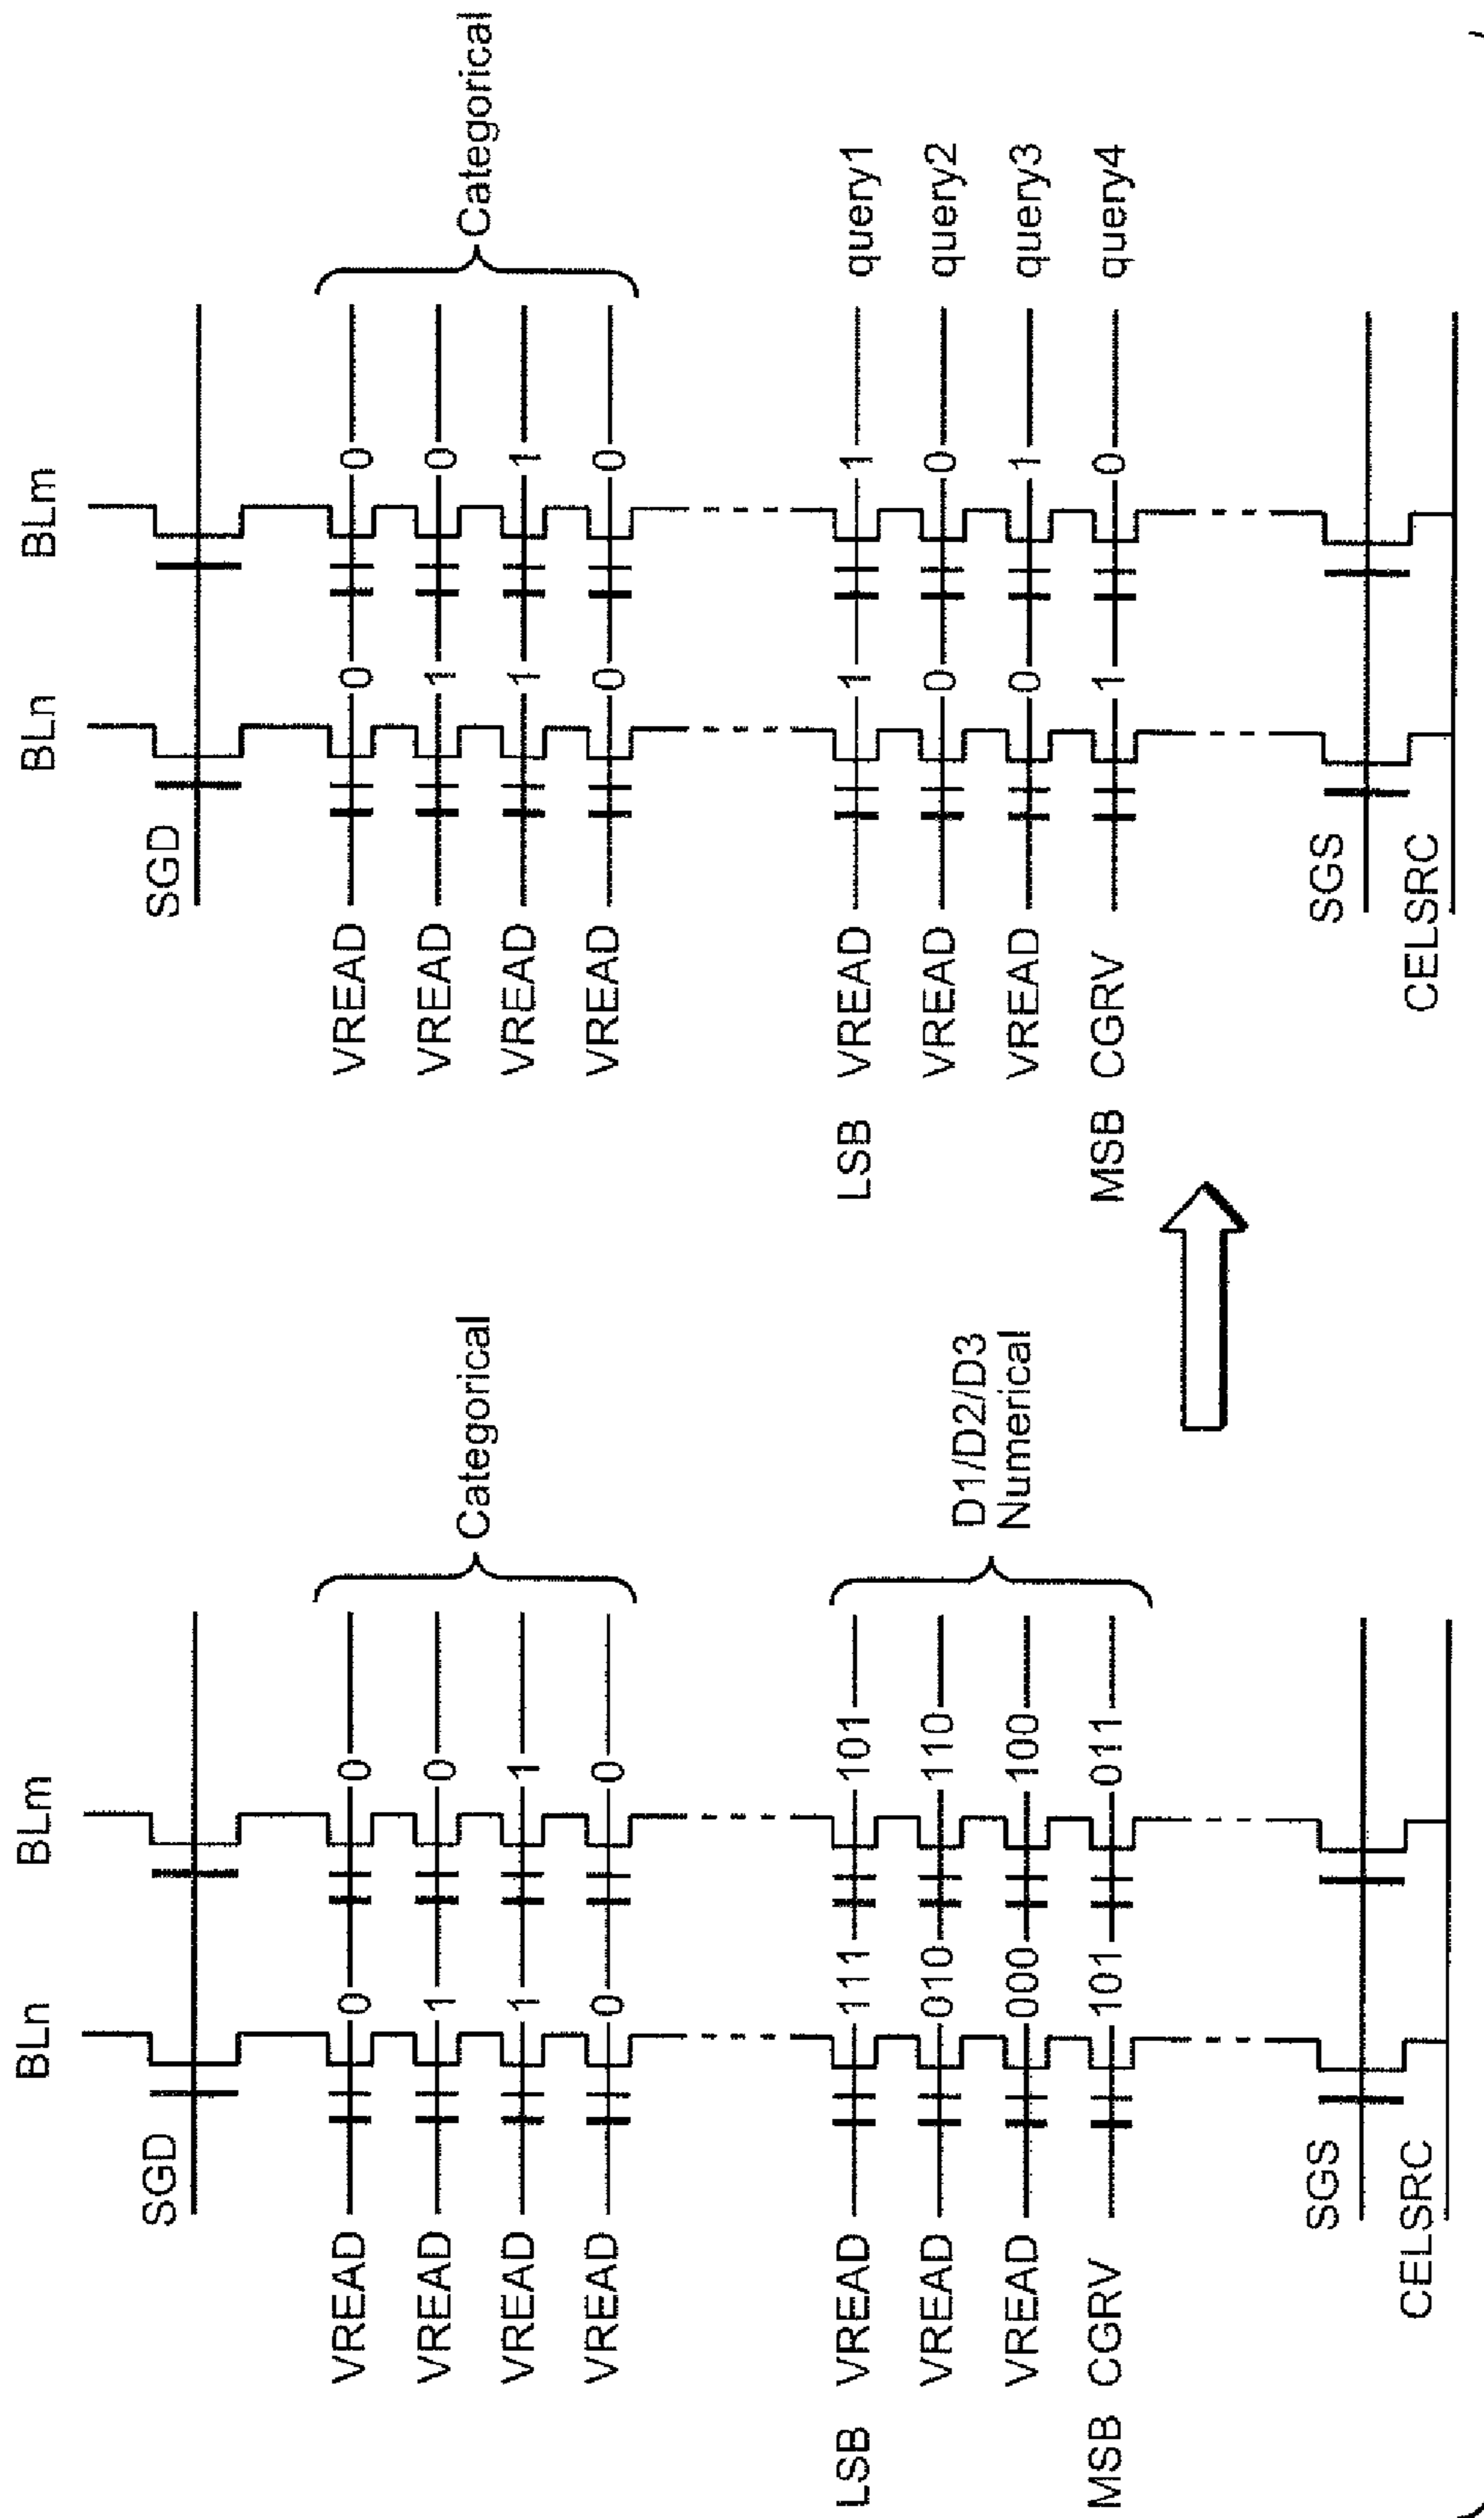 BLn BLm
SGD
VREAD 0 0
VREAD 1 0
VREAD 1 1
VREAD 0 0
Categorical
LSB VREAD 111 101
VREAD 010 110
VREAD 000 100
MSB CGRV 101 011
D1/D2/D3
Numerical
SGS
CELSRC
BLn BLm
SGD
VREAD 0 0
VREAD 1 0
VREAD 1 1
VREAD 0 0
Categorical
LSB VREAD 1 1 query1
VREAD 0 0 query2
VREAD 0 1 query3
MSB CGRV 1 0 query4
SGS
CELSRC